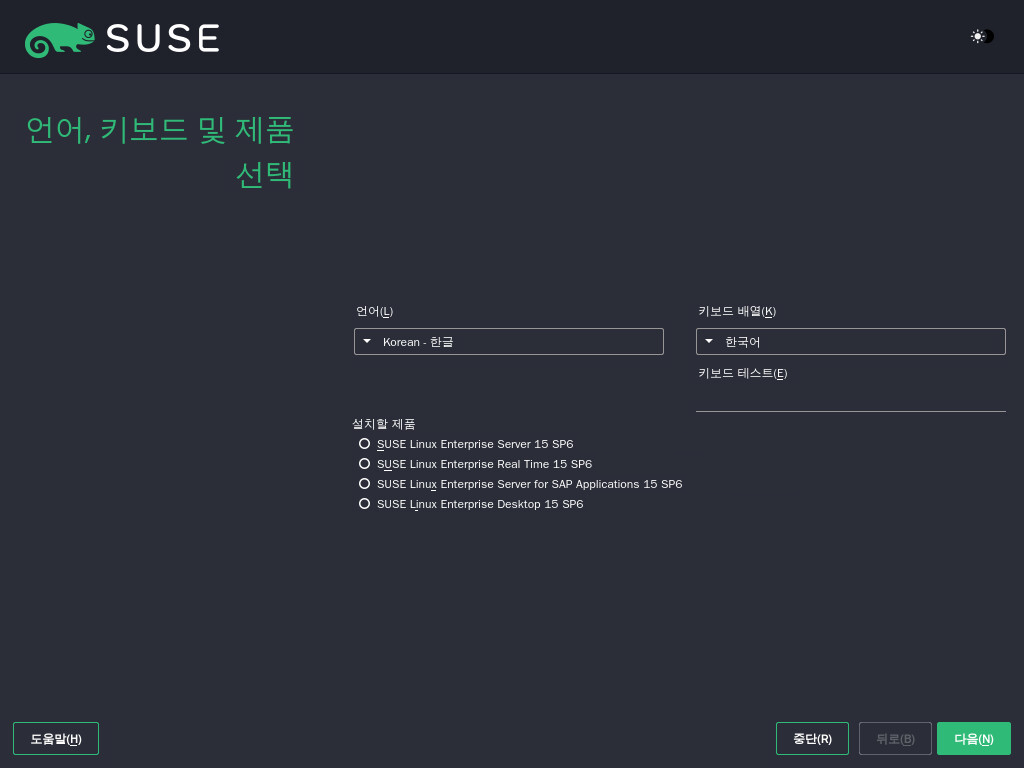 SUSE
언어, 키보드 및 제품
선택
언어(L)
키보드 배열(K)
Korean - 한글
한국어
키보드 테스트(E)
설치할 제품
SUSE Linux Enterprise Server 15 SP6
SUSE Linux Enterprise Real Time 15 SP6
SUSE Linux Enterprise Server for SAP Applications 15 SP6
SUSE Linux Enterprise Desktop 15 SP6
도움말(H)
중단(R)
뒤로(B)
다음(N)